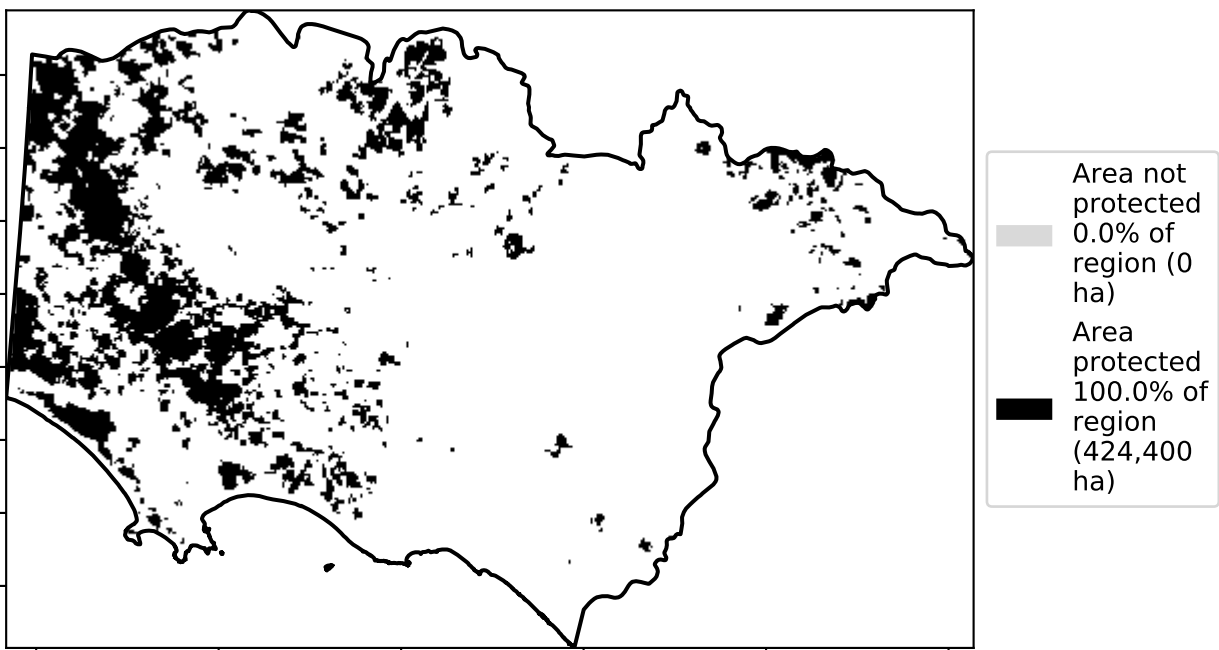 Area not
protected
0.0% of
region (0
ha)
Area
protected
100.0% of
region
(424,400
ha)